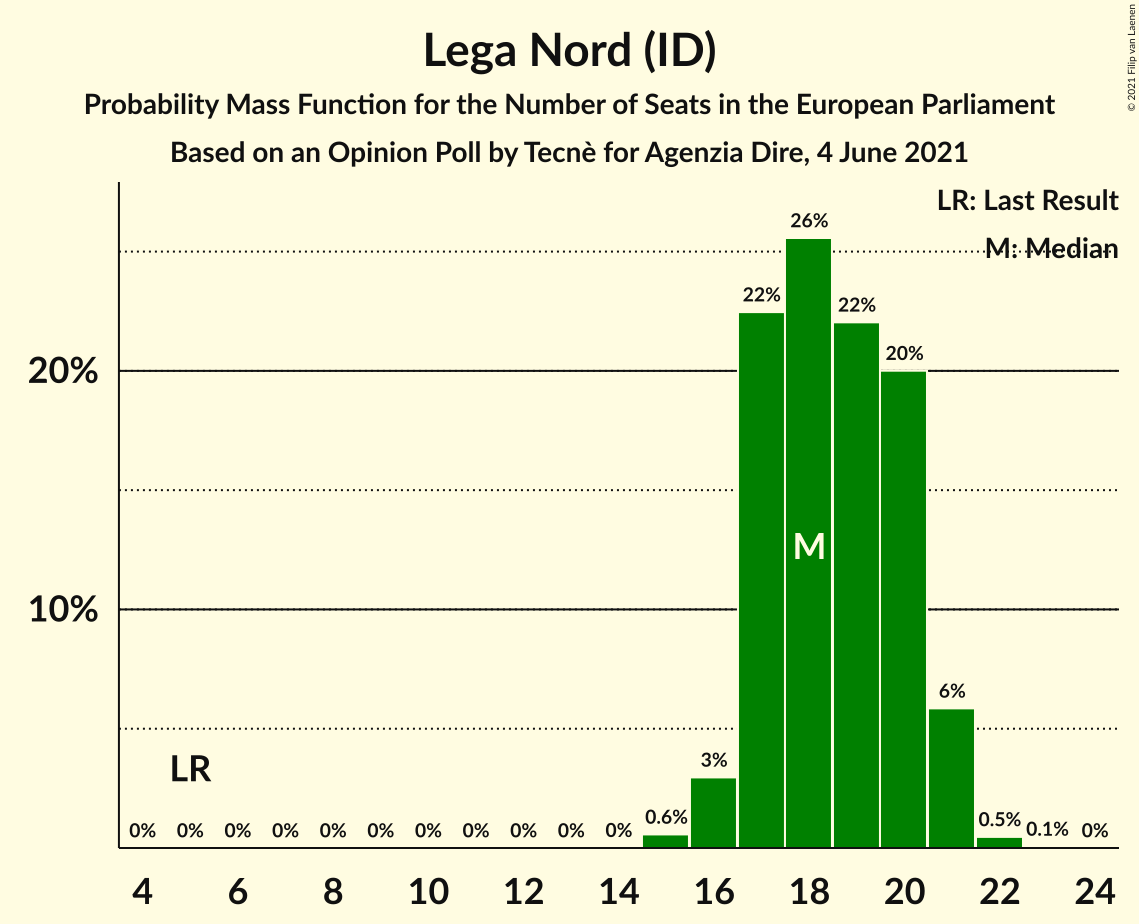 Lega Nord (ID)
Probability Mass Function for the Number of Seats in the European Parliament
Based on an Opinion Poll by Tecnè for Agenzia Dire, 4 June 2021
© 2021 Filip van Laenen
LR: Last Result
M: Median
26%
22%
22%
20%
20%
M
10%
6%
LR
3%
0% 0% 0% 0% 0% 0% 0% 0% 0% 0% 0% 0.6% 0.5% 0.1% 0%
4 6 8 10 12 14 16 18 20 22 24